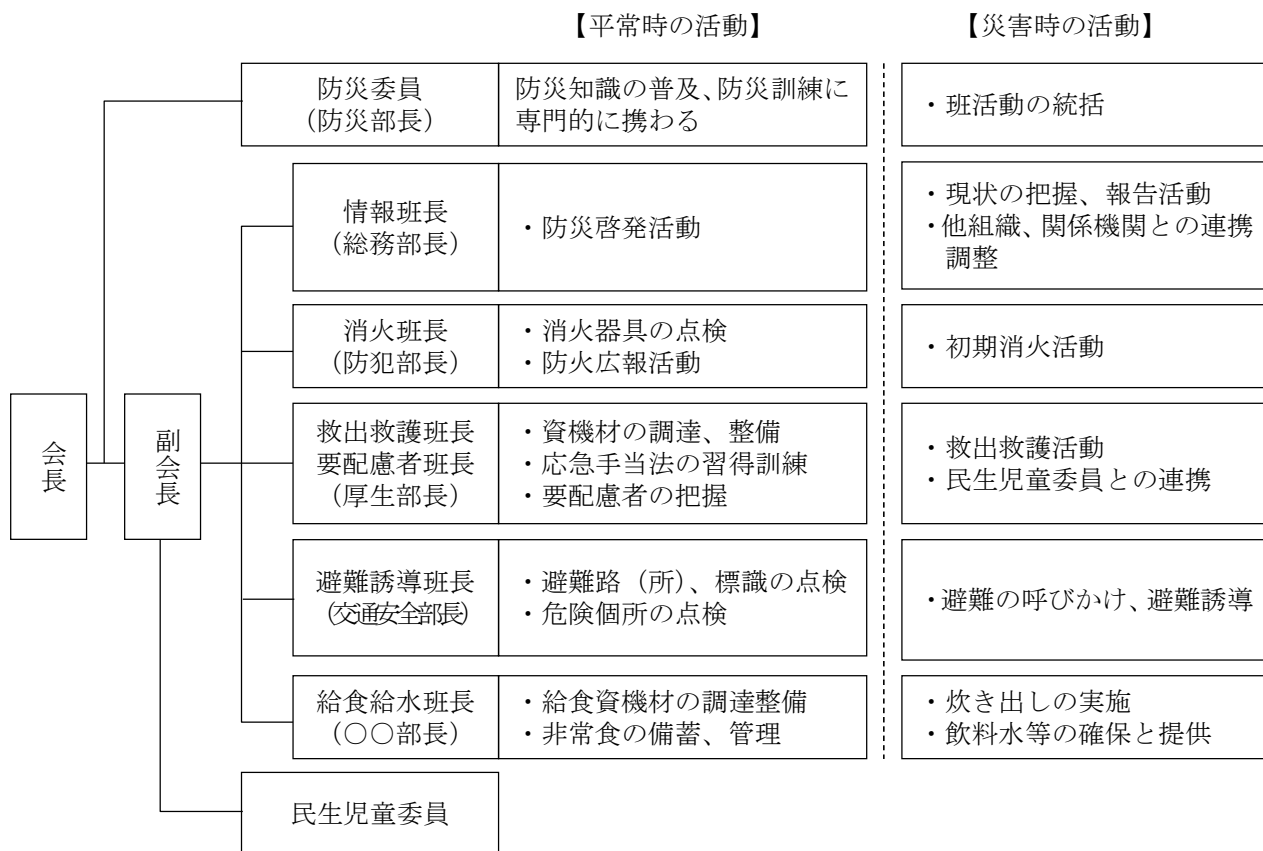 【平常時の活動】
【災害時の活動】
防災委員
(防災部長)
防災知識の普及、防災訓練に
専門的に携わる
・班活動の統括
情報班長
(総務部長)
・防災啓発活動
・現状の把握、報告活動
・他組織、関係機関との連携
調整
消火班長
(防犯部長)
・消火器具の点検
・防火広報活動
・初期消火活動
会長
副会長
救出救護班長
要配慮者班長
(厚生部長)
・資機材の調達、整備
・応急手当法の習得訓練
・要配慮者の把握
・救出救護活動
・民生児童委員との連携
避難誘導班長
(交通安全部長)
・避難路(所)、標識の点検
・危険個所の点検
・避難の呼びかけ、避難誘導
給食給水班長
(○○部長)
・給食資機材の調達整備
・非常食の備蓄、管理
・炊き出しの実施
・飲料水等の確保と提供
民生児童委員